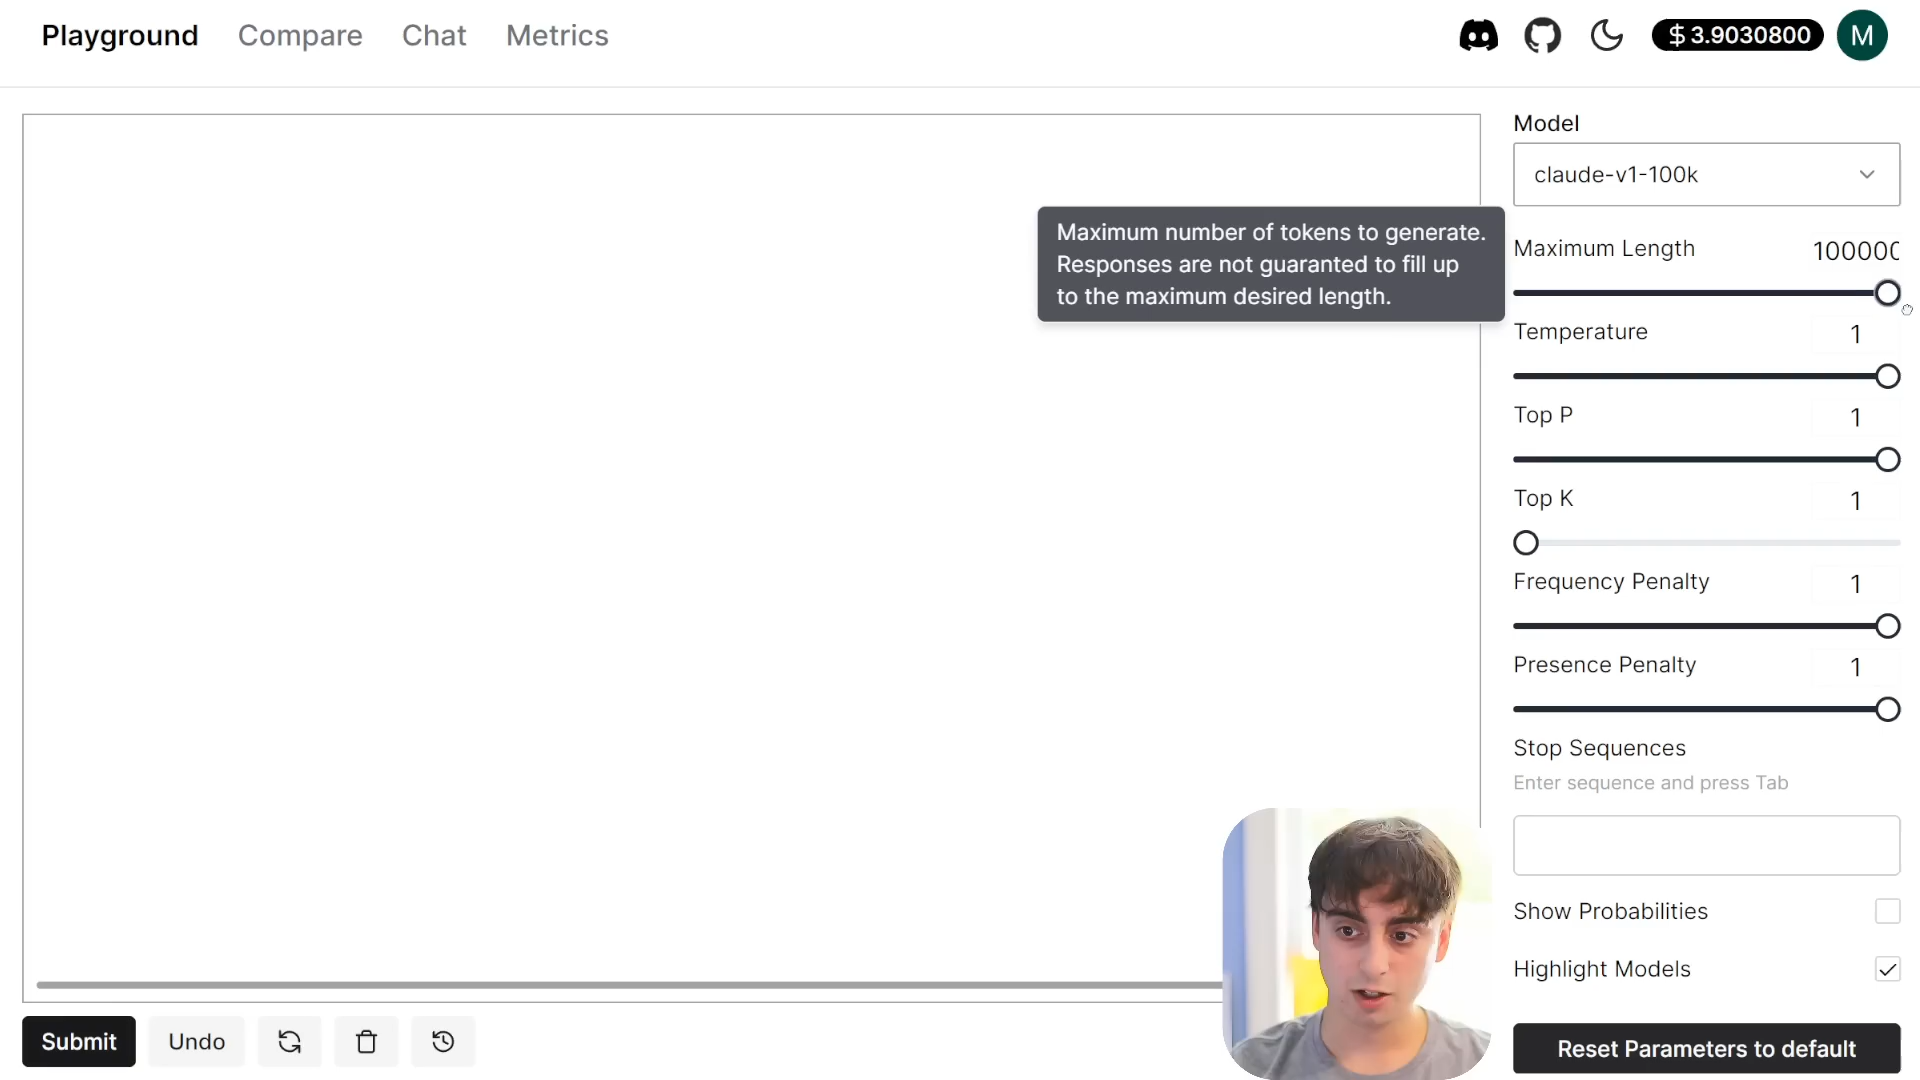 Playground Compare Chat Metrics
$ 3.9030800 M
Model
claude-v1-100k
Maximum number of tokens to generate.
Responses are not guaranted to fill up
to the maximum desired length.
Maximum Length 100000
Temperature 1
Top P 1
Top K 1
Frequency Penalty 1
Presence Penalty 1
Stop Sequences
Enter sequence and press Tab
Show Probabilities
Highlight Models
Submit Undo
Reset Parameters to default